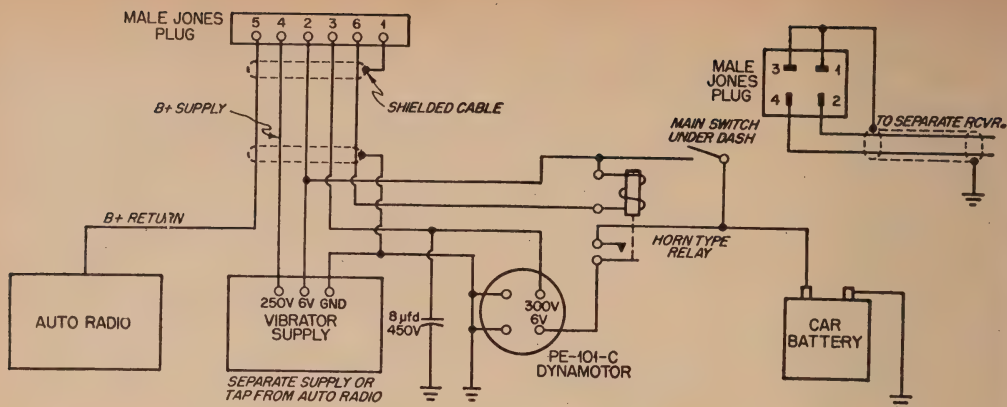 MALE JONES
PLUG
5 4 2 3 6 1
SHIELDED CABLE
B+ SUPPLY
B+ RETURN
AUTO RADIO
250V 6V GND
VIBRATOR
SUPPLY
SEPARATE SUPPLY OR
TAP FROM AUTO RADIO
8 µfd
450V
300V
6V
PE-101-C
DYNAMOTOR
MAIN SWITCH
UNDER DASH
HORN TYPE
RELAY
MALE
JONES
PLUG
3 1
4 2
TO SEPARATE RCVR.
CAR
BATTERY